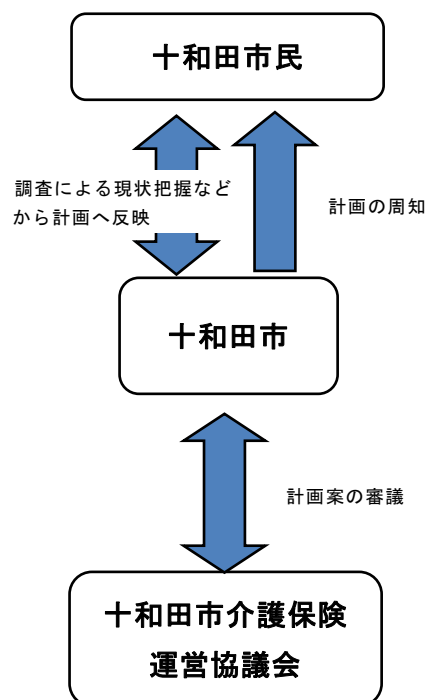 十和田市民
調査による現状把握など
から計画へ反映
計画の周知
十和田市
計画案の審議
十和田市介護保険
運営協議会